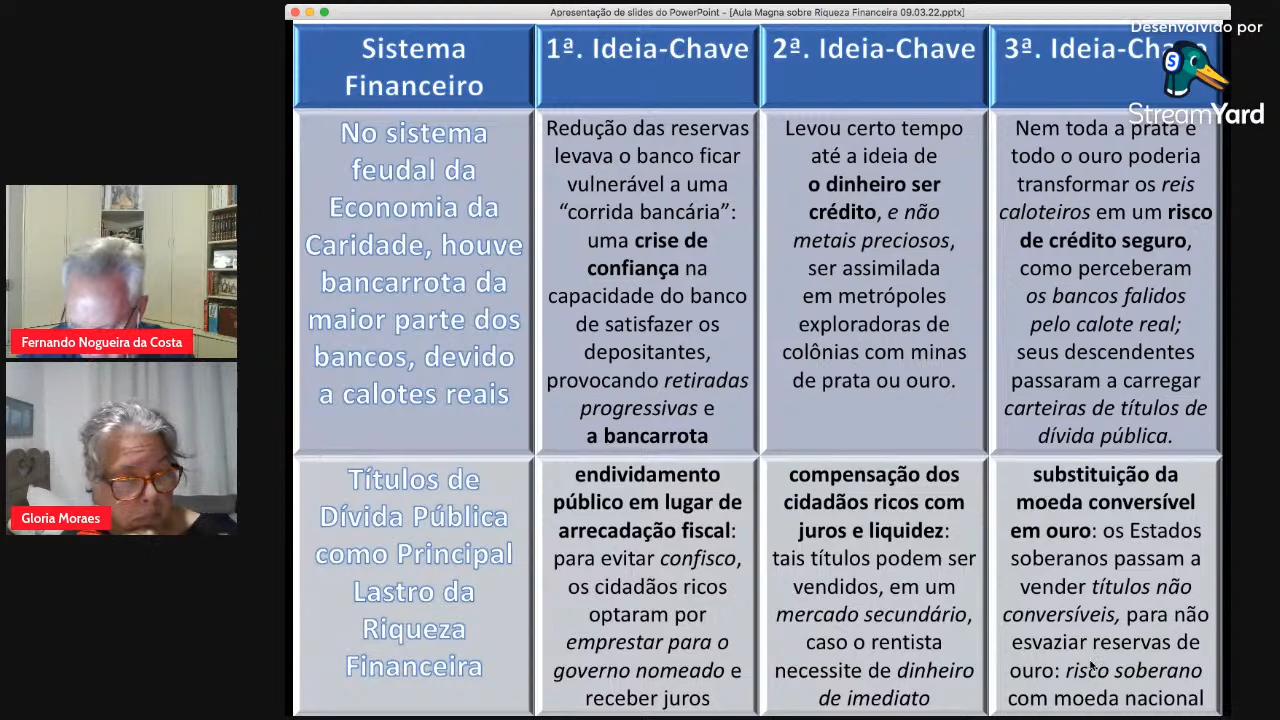 Apresentação de slides do PowerPoint - [Aula Magna sobre Riqueza Financeira 09.03.22.pptx]
Desenvolvido por
StreamYard
Sistema
Financeiro
1ª. Ideia-Chave
2ª. Ideia-Chave
3ª. Ideia-Chave
No sistema
feudal da
Economia da
Caridade, houve
bancarrota da
maior parte dos
bancos, devido
a calotes reais
Redução das reservas
levava o banco ficar
vulnerável a uma
“corrida bancária”:
uma crise de
confiança na
capacidade do banco
de satisfazer os
depositantes,
provocando retiradas
progressivas e
a bancarrota
Levou certo tempo
até a ideia de
o dinheiro ser
crédito, e não
metais preciosos,
ser assimilada
em metrópoles
exploradoras de
colônias com minas
de prata ou ouro.
Nem toda a prata e
todo o ouro poderia
transformar os reis
caloteiros em um risco
de crédito seguro,
como perceberam
os bancos falidos
pelo calote real;
seus descendentes
passaram a carregar
carteiras de títulos de
dívida pública.
Títulos de
Dívida Pública
como Principal
Lastro da
Riqueza
Financeira
endividamento
público em lugar de
arrecadação fiscal:
para evitar confisco,
os cidadãos ricos
optaram por
emprestar para o
governo nomeado e
receber juros
compensação dos
cidadãos ricos com
juros e liquidez:
tais títulos podem ser
vendidos, em um
mercado secundário,
caso o rentista
necessite de dinheiro
de imediato
substituição da
moeda conversível
em ouro: os Estados
soberanos passam a
vender títulos não
conversíveis, para não
esvaziar reservas de
ouro: risco soberano
com moeda nacional
Fernando Nogueira da Costa
Gloria Moraes